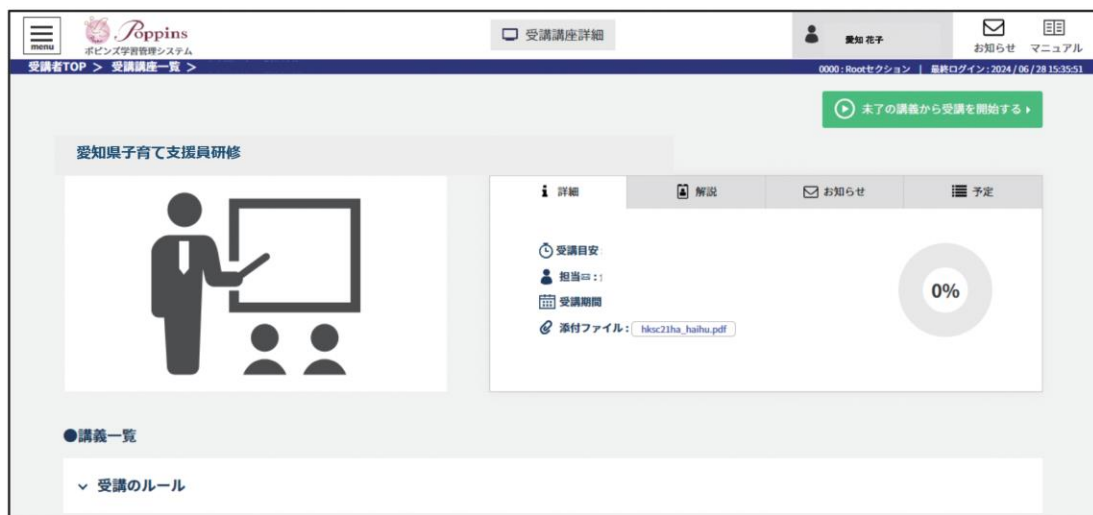 menu
Poppins
ポピンズ学習管理システム
受講講座詳細
愛知 花子
お知らせ
マニュアル
受講者TOP > 受講講座一覧 >
0000 : Rootセクション | 最終ログイン : 2024 / 06 / 28 15:35:51
未了の講義から受講を開始する
愛知県子育て支援員研修
詳細
解説
お知らせ
予定
受講目安
担当
受講期間
添付ファイル : hksc21ha_haihu.pdf
0%
●講義一覧
受講のルール